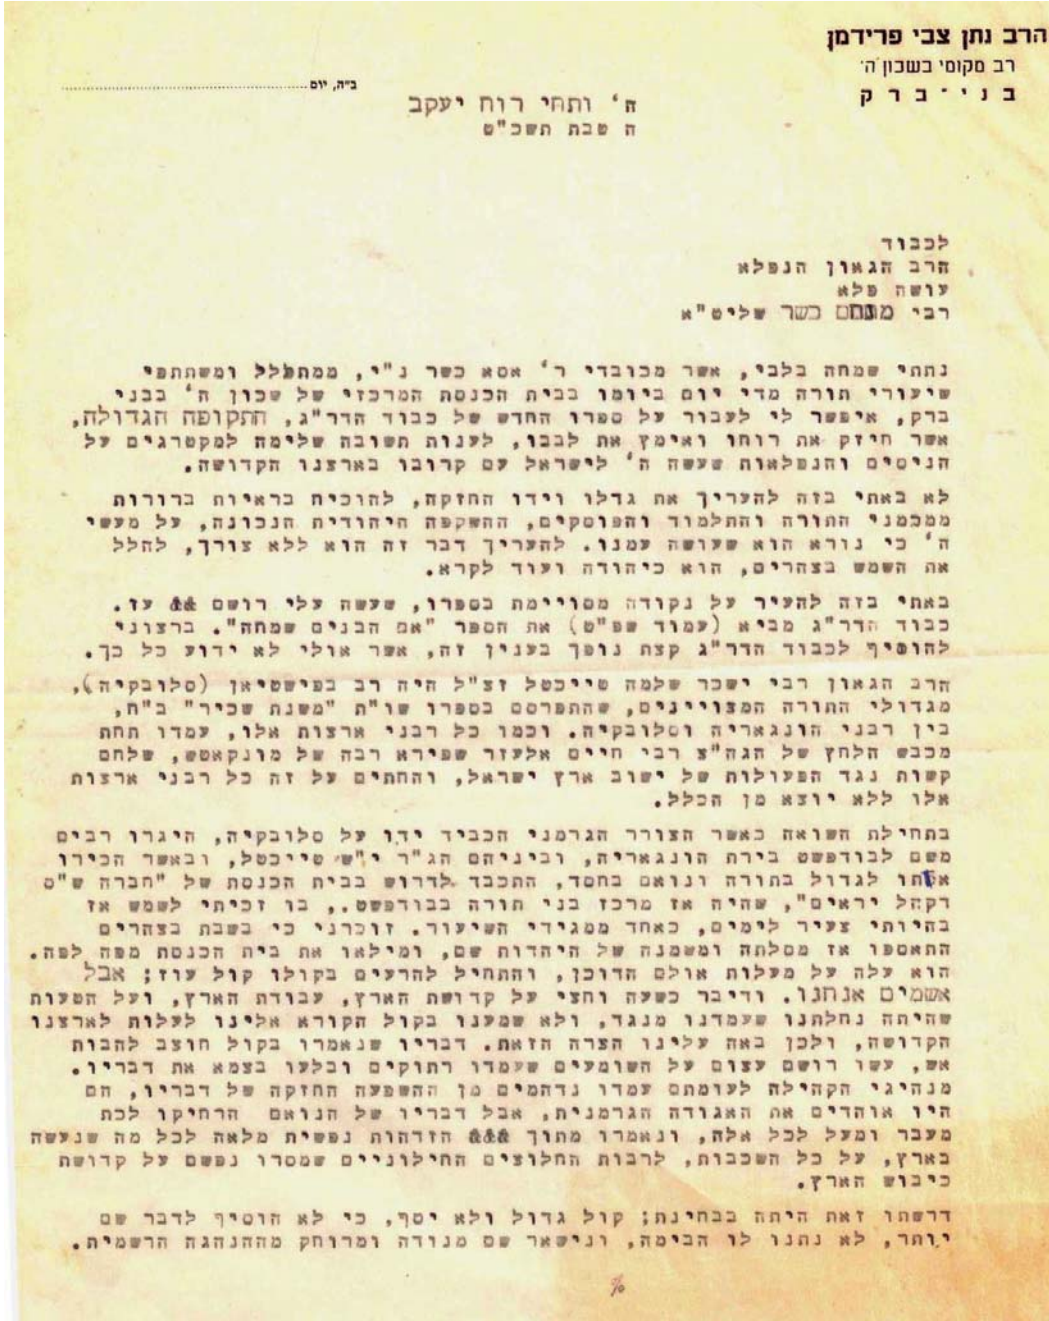 הרב נתן צבי פרידמן
רב מקומי בשכון ה׳
בני־ברק
ב״ה, יום
ה' ותחי רוח יעקב
ה טבת תשכ"ט
לכבוד
הרב הגאון הנפלא
עושה פלא
רבי מנחם כשר שליט"א
נתתי שמחה בלבי, אשר מכובדי ר' אסא כשר נ"י, ממתפלל ומשתתפי
שיעורי תורה מדי יום ביומו בבית הכנסת המרכזי של שכון ה' בבני
ברק, איפשר לי לעבור על ספרו החדש של כבוד הדר"ג, התקופה הגדולה,
אשר חיזק את רוחו ואימץ את לבבו, לענות תשובה שלימה למקטרגים על
הניסים והנפלאות שעשה ה' לישראל עם קרובו בארצנו הקדושה.
לא באתי בזה להעריך את גדלו וידו החזקה, להוכיח בראיות ברורות
ממכמני התורה והתלמוד והפוסקים, ההשקפה היהודית הנכונה, על מעשי
ה' כי נורא הוא שעושה עמנו. להעריך דבר זה הוא ללא צורך, להלל
את השמש בצהרים, הוא כיהודה ועוד לקרא.
באתי בזה להעיר על נקודה מסויימת בספרו, שעשה עלי רושם עז.
כבוד הדר"ג מביא (עמוד שפ"ט) את הספר "אם הבנים שמחה". ברצוני
להוסיף לכבוד הדר"ג קצת נופך בענין זה, אשר אולי לא ידוע כל כך.
הרב הגאון רבי ישכר שלמה טייכטל זצ"ל היה רב בפישטיאן (סלובקיה),
מגדולי התורה המצויינים, שהתפרסם בספרו שו"ת "משנת שכיר" ב"ח,
בין רבני הונגאריה וסלובקיה. וכמו כל רבני ארצות אלו, עמדו תחת
מכבש הלחץ של הגה"צ רבי חיים אלעזר שפירא רבה של מונקאטש, שלחם
קשות נגד הפעולות של ישוב ארץ ישראל, והחתים על זה כל רבני ארצות
אלו ללא יוצא מן הכלל.
בתחילת השואה כאשר הצורר הגרמני הכביד ידו על סלובקיה, היגרו רבים
משם לבודפשט בירת הונגאריה, וביניהם הג"ר י"ש טייכטל, ובאשר הכירו
אותו לגדול בתורה ונואם בחסד, התכבד לדרוש בבית הכנסת של "חברה ש"ס
דקהל יראים", שהיה אז מרכז בני תורה בבודפשט., בו זכיתי לשמש אז
בהיותי צעיר לימים, כאחד ממגידי השיעור. זוכרני כי בשבת בצהרים
התאספו אז מסלתה ומשמנה של היהדות שם, ומילאו את בית הכנסת מפה לפה.
הוא עלה על מעלות אולם הדוכן, והתחיל להרעים בקולו קול עוז; אבל
אשמים אנחנו. ודיבר כשעה וחצי על קדושת הארץ, עבודת הארץ, ועל הטעות
שהיתה נחלתנו שעמדנו מנגד, ולא שמענו בקול הקורא אלינו לעלות לארצנו
הקדושה, ולכן באה עלינו הצרה הזאת. דבריו שנאמרו בקול חוצב להבות
אש, עשו רושם עצום על השומעים שעמדו רתוקים ובלעו בצמא את דבריו.
מנהיגי הקהילה לעומתם עמדו נדהמים מן ההשפעה החזקה של דבריו, הם
היו אוהדים את האגודה הגרמנית, אבל דבריו של הנואם הרחיקו לכת
מעבר ומעל לכל אלה, ונאמרו מתוך הזדהות נפשית מלאה לכל מה שנעשה
בארץ, על כל השכבות, לרבות החלוצים החילוניים שמסרו נפשם על קדושת
כיבוש הארץ.
דרשתו זאת היתה בבחינת; קול גדול ולא יסף, כי לא הוסיף לדבר שם
יותר, לא נתנו לו הבימה, ונישאר שם מנודה ומרוחק מההנהגה הרשמית.
%